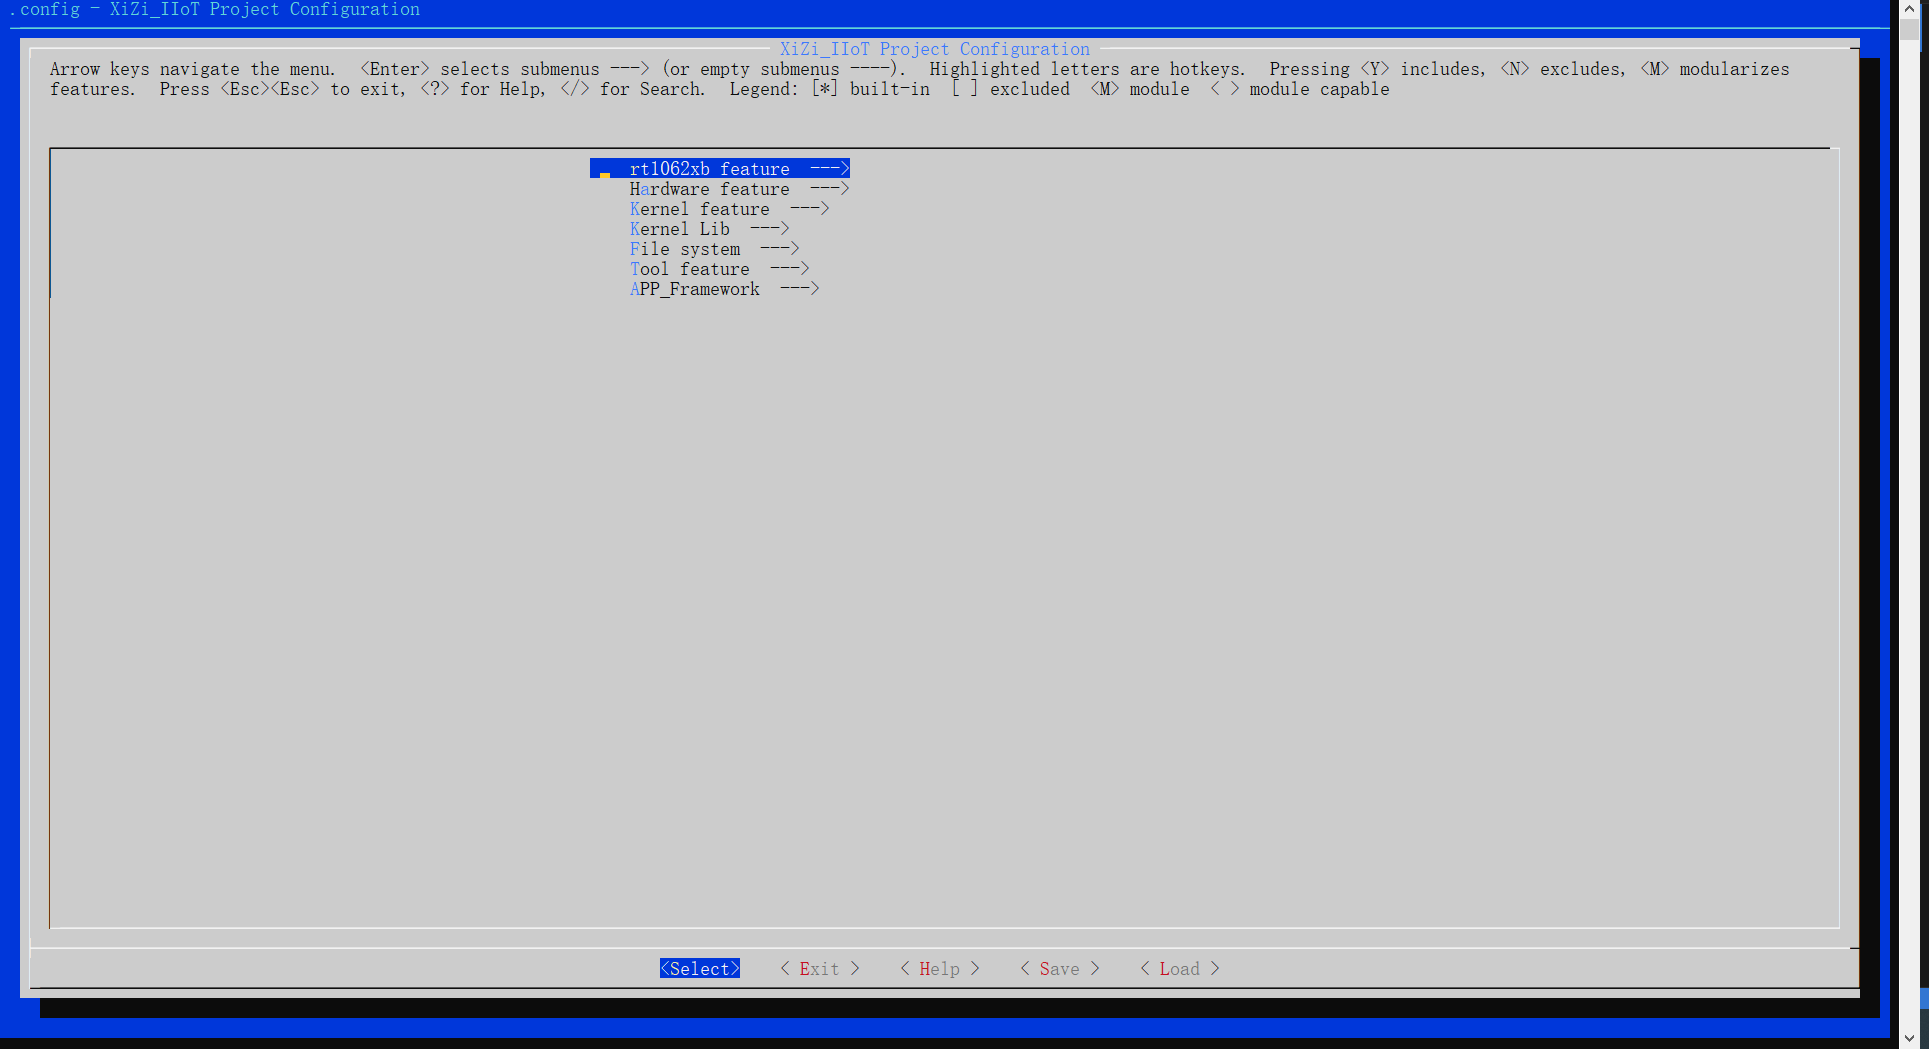 .config - XiZi_IIoT Project Configuration
XiZi_IIoT Project Configuration
Arrow keys navigate the menu.  <Enter> selects submenus ---> (or empty submenus ----).  Highlighted letters are hotkeys.  Pressing <Y> includes, <N> excludes, <M> modularizes
features.  Press <Esc><Esc> to exit, <?> for Help, </> for Search.  Legend: [*] built-in  [ ] excluded  <M> module  < > module capable
rt1062xb feature  --->
Hardware feature  --->
Kernel feature  --->
Kernel Lib  --->
File system  --->
Tool feature  --->
APP_Framework  --->
<Select>    < Exit >    < Help >    < Save >    < Load >